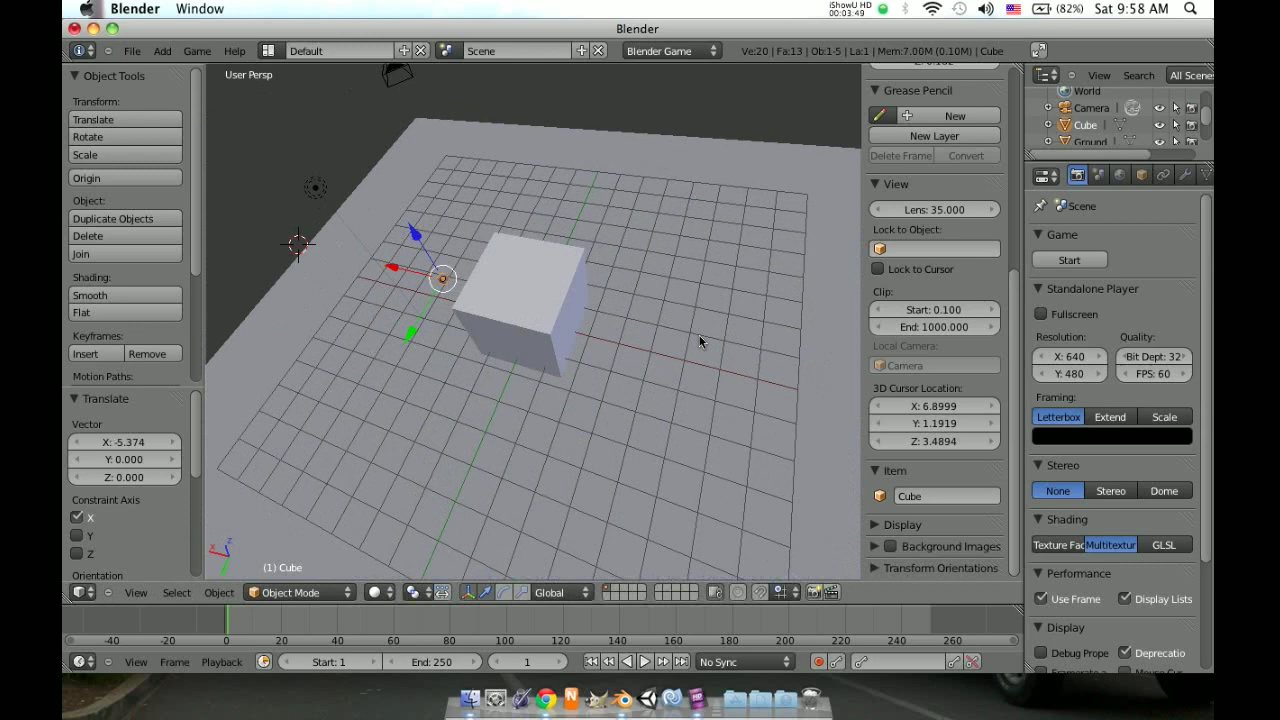 Blender Window iShowU HD 00:03:49 (82%) Sat 9:58 AM
Blender
File Add Game Help Default Scene Blender Game Ve:20 | Fa:13 | Ob:1-5 | La:1 | Mem:7.00M (0.10M) | Cube
Object Tools
Transform:
Translate
Rotate
Scale
Origin
Object:
Duplicate Objects
Delete
Join
Shading:
Smooth
Flat
Keyframes:
Insert Remove
Motion Paths:
Translate
Vector
X: -5.374
Y: 0.000
Z: 0.000
Constraint Axis
X
Y
Z
Orientation
User Persp
x z
(1) Cube
Grease Pencil
New
New Layer
Delete Frame Convert
View
Lens: 35.000
Lock to Object:
Lock to Cursor
Clip:
Start: 0.100
End: 1000.000
Local Camera:
Camera
3D Cursor Location:
X: 6.8999
Y: 1.1919
Z: 3.4894
Item
Cube
Display
Background Images
Transform Orientations
View Search All Scenes
World
Camera
Cube
Ground
Scene
Game
Start
Standalone Player
Fullscreen
Resolution: Quality:
X: 640 Bit Dept: 32
Y: 480 FPS: 60
Framing:
Letterbox Extend Scale
Stereo
None Stereo Dome
Shading
Texture Fac Multitextur GLSL
Performance
Use Frame Display Lists
Display
Debug Prope Deprecatio
View Select Object Object Mode Global
-40 -20 0 20 40 60 80 100 120 140 160 180 200 220 240 260
View Frame Playback Start: 1 End: 250 1 No Sync